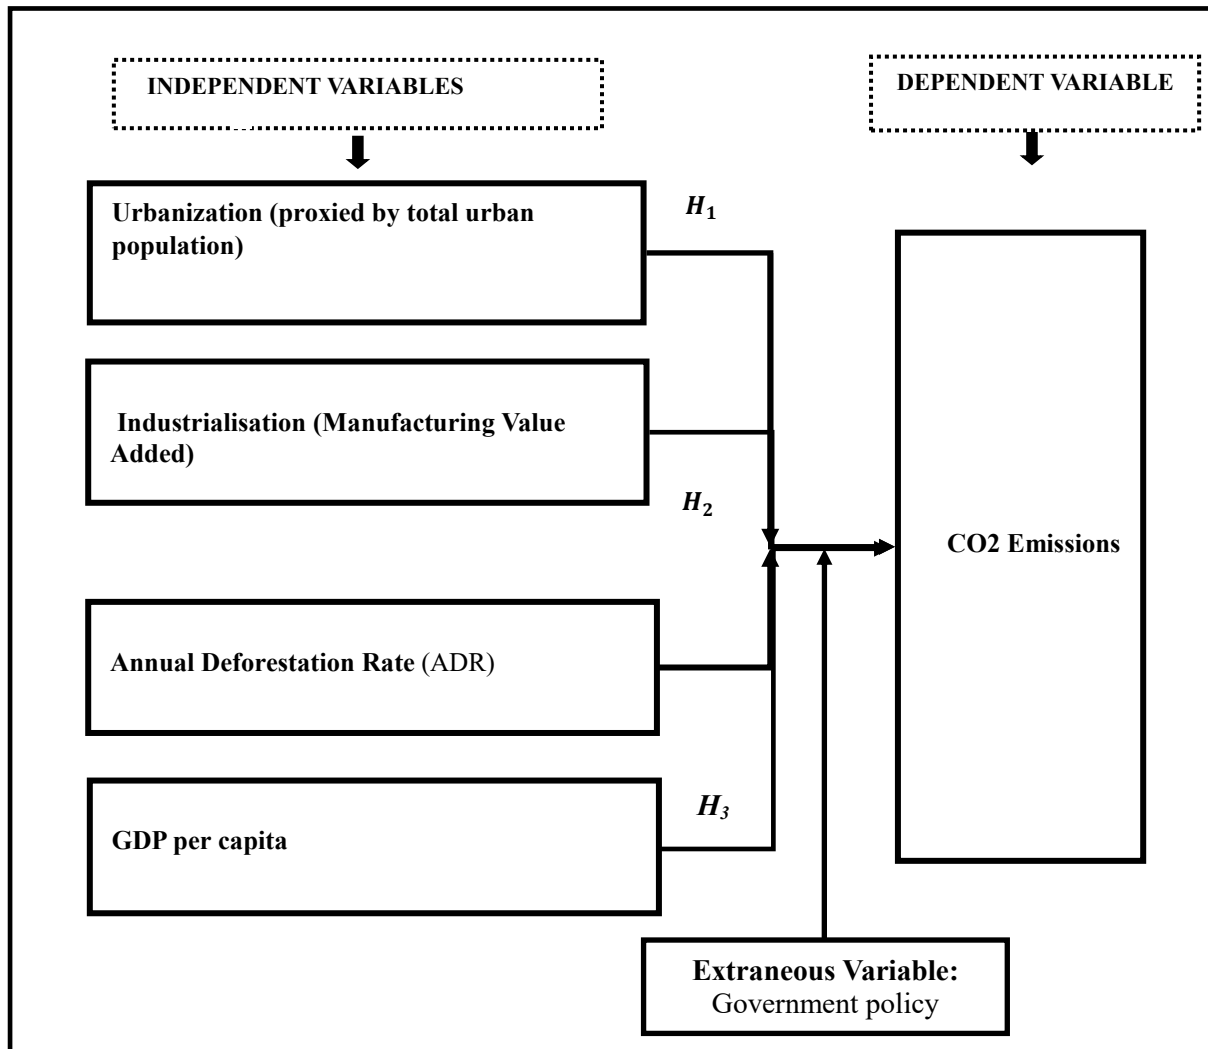 INDEPENDENT VARIABLES
DEPENDENT VARIABLE
Urbanization (proxied by total urban
population)
H₁
Industrialisation (Manufacturing Value
Added)
H₂
CO2 Emissions
Annual Deforestation Rate (ADR)
H₃
GDP per capita
Extraneous Variable:
Government policy